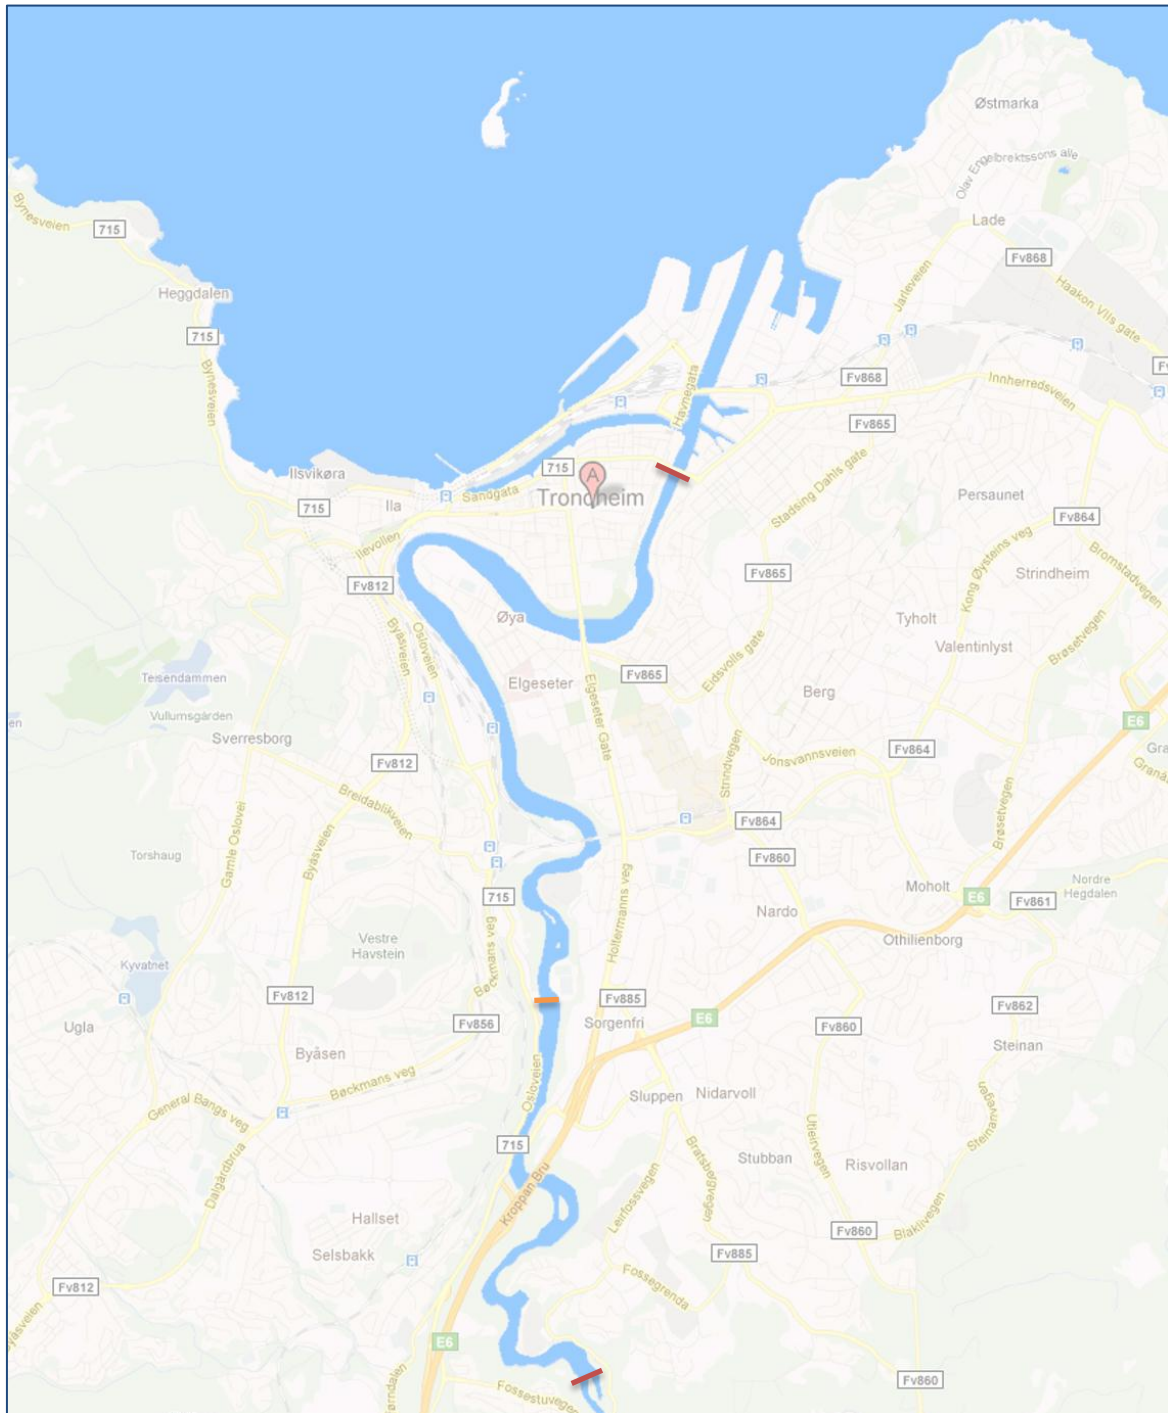 Østmarka
Olav Engelbrektssons alle
Bynesveien
715
Lade
Fv868
Jarleveien
Haakon VIIs gate
Heggdalen
715
Bynesveien
Havnegata
Fv868
Innherredsveien
Fv865
715
Ilsvikøra
A
Sandgata
Trondheim
Stadsing Dahls gate
Persaunet
715
Ila
Fv864
Ilevollen
Kong Øysteins veg
Bromstadvegen
Fv812
Fv865
Strindheim
Øya
Tyholt
Byåsveien
Osloveien
Valentinlyst
Brøsetvegen
Teisendammen
Elgeseter
Fv865
Eidsvolls gate
Berg
Vullumsgården
Elgeseter Gate
E6
Sverresborg
Fv812
Strindvegen
Jonsvannsveien
Fv864
Breidablikveien
Brøsetvegen
Gamle Oslovei
Byåsveien
Fv864
Torshaug
Fv860
Moholt
Nordre
Hegdalen
715
E6
Fv861
Holtermanns veg
Nardo
Othilienborg
Vestre
Havstein
Bøckmans veg
Kyvatnet
Fv812
Fv885
Fv862
Ugla
Fv856
Sorgenfri
E6
Fv860
Steinan
Byåsen
Osloveien
Bøckmans veg
Sluppen
Nidarvoll
General Bangs veg
Utleirvegen
Steinanvegen
715
Bratsbergvegen
Stubban
Risvollan
Dalgårdbrua
Kroppan Bru
Leirfossvegen
Hallset
Fv860
Blaklivegen
Selsbakk
Fv885
Fossegrenda
Fv812
Byåsveien
E6
Fv860
Fossestuvegen